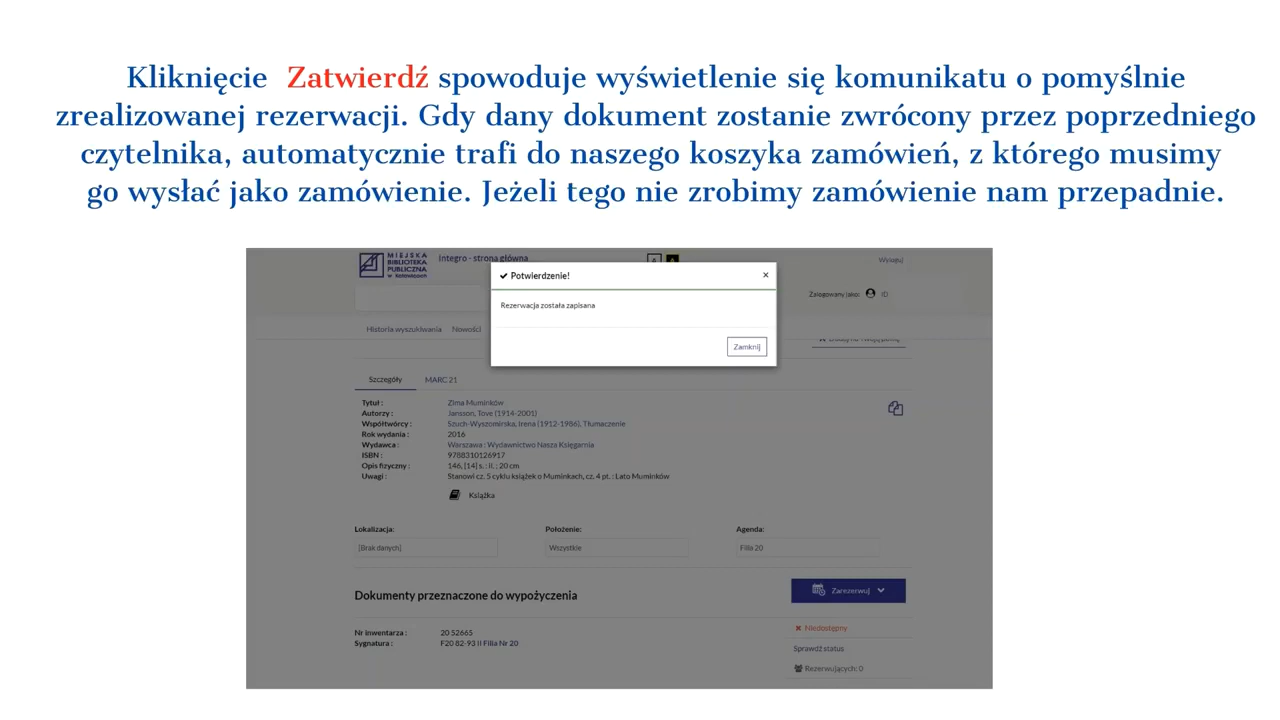 Kliknięcie Zatwierdź spowoduje wyświetlenie się komunikatu o pomyślnie
zrealizowanej rezerwacji. Gdy dany dokument zostanie zwrócony przez poprzedniego
czytelnika, automatycznie trafi do naszego koszyka zamówień, z którego musimy
go wysłać jako zamówienie. Jeżeli tego nie zrobimy zamówienie nam przepadnie.
MIEJSKA
BIBLIOTEKA
PUBLICZNA
w Katowicach
Integro - strona główna
A A
Wyloguj
Potwierdzenie!
×
Zalogowany jako: ID
Rezerwacja została zapisana
Historia wyszukiwania Nowości
Zamknij
Szczegóły MARC 21
Tytuł : Zima Muminków
Autorzy : Jansson, Tove (1914-2001)
Współtwórcy : Szuch-Wyszomirska, Irena (1912-1986), Tłumaczenie
Rok wydania : 2016
Wydawca : Warszawa : Wydawnictwo Nasza Księgarnia
ISBN : 9788310126917
Opis fizyczny : 146, [14] s. : il. ; 20 cm
Uwagi : Stanowi cz. 5 cyklu książek o Muminkach, cz. 4 pt. : Lato Muminków
Książka
Lokalizacja: Położenie: Agenda:
[Brak danych] Wszystkie Filia 20
Dokumenty przeznaczone do wypożyczenia
Zarezerwuj
Nr inwentarza : 20 52665
Niedostępny
Sygnatura : F20 82-93 II Filia Nr 20
Sprawdź status
Rezerwujących: 0